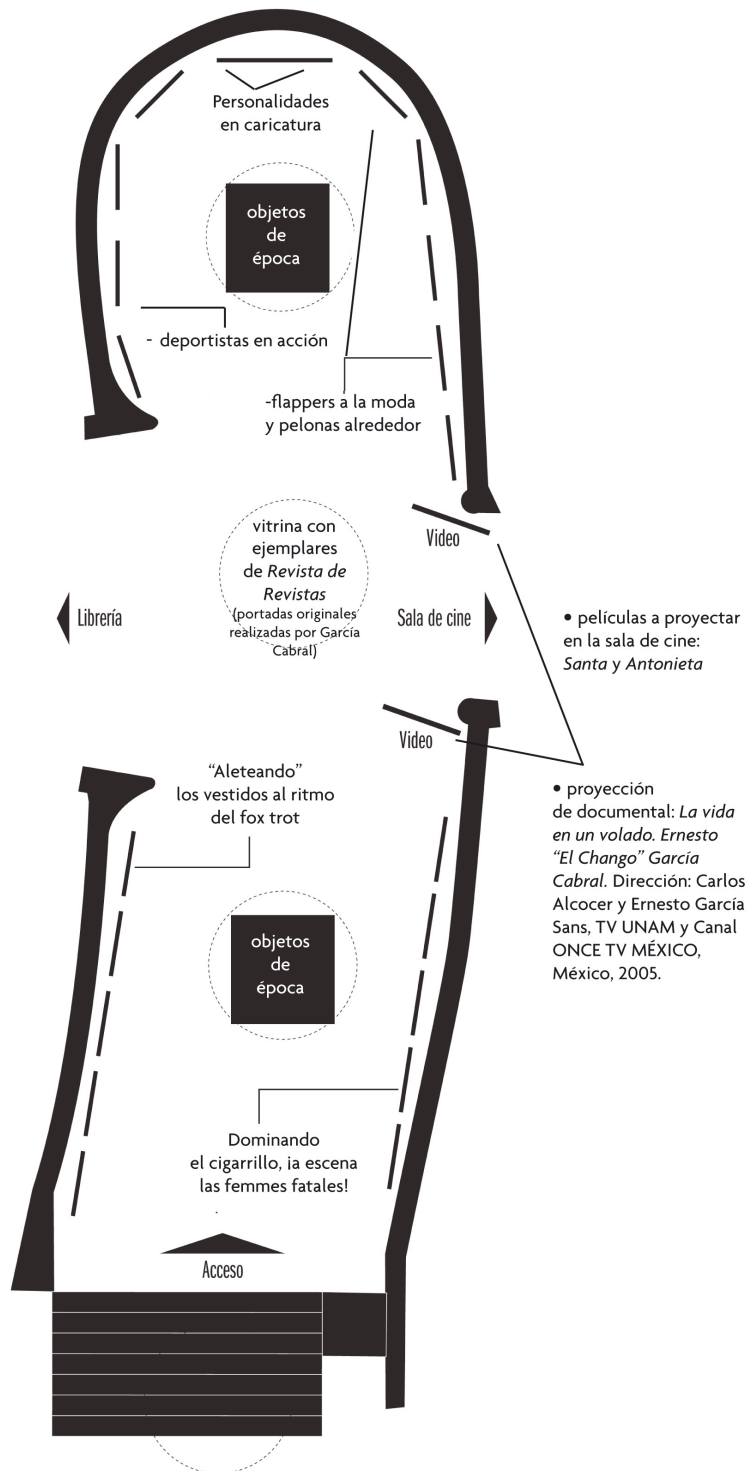 Personalidades
en caricatura
objetos
de
época
- deportistas en acción
-flappers a la moda
y pelonas alrededor
vitrina con
ejemplares
de Revista de
Revistas
(portadas originales
realizadas por García
Cabral)
Video
Librería
Sala de cine
• películas a proyectar
en la sala de cine:
Santa y Antonieta
Video
"Aleteando"
los vestidos al ritmo
del fox trot
• proyección
de documental: La vida
en un volado. Ernesto
"El Chango" García
Cabral. Dirección: Carlos
Alcocer y Ernesto García
Sans, TV UNAM y Canal
ONCE TV MÉXICO,
México, 2005.
objetos
de
época
Dominando
el cigarrillo, ¡a escena
las femmes fatales!
Acceso